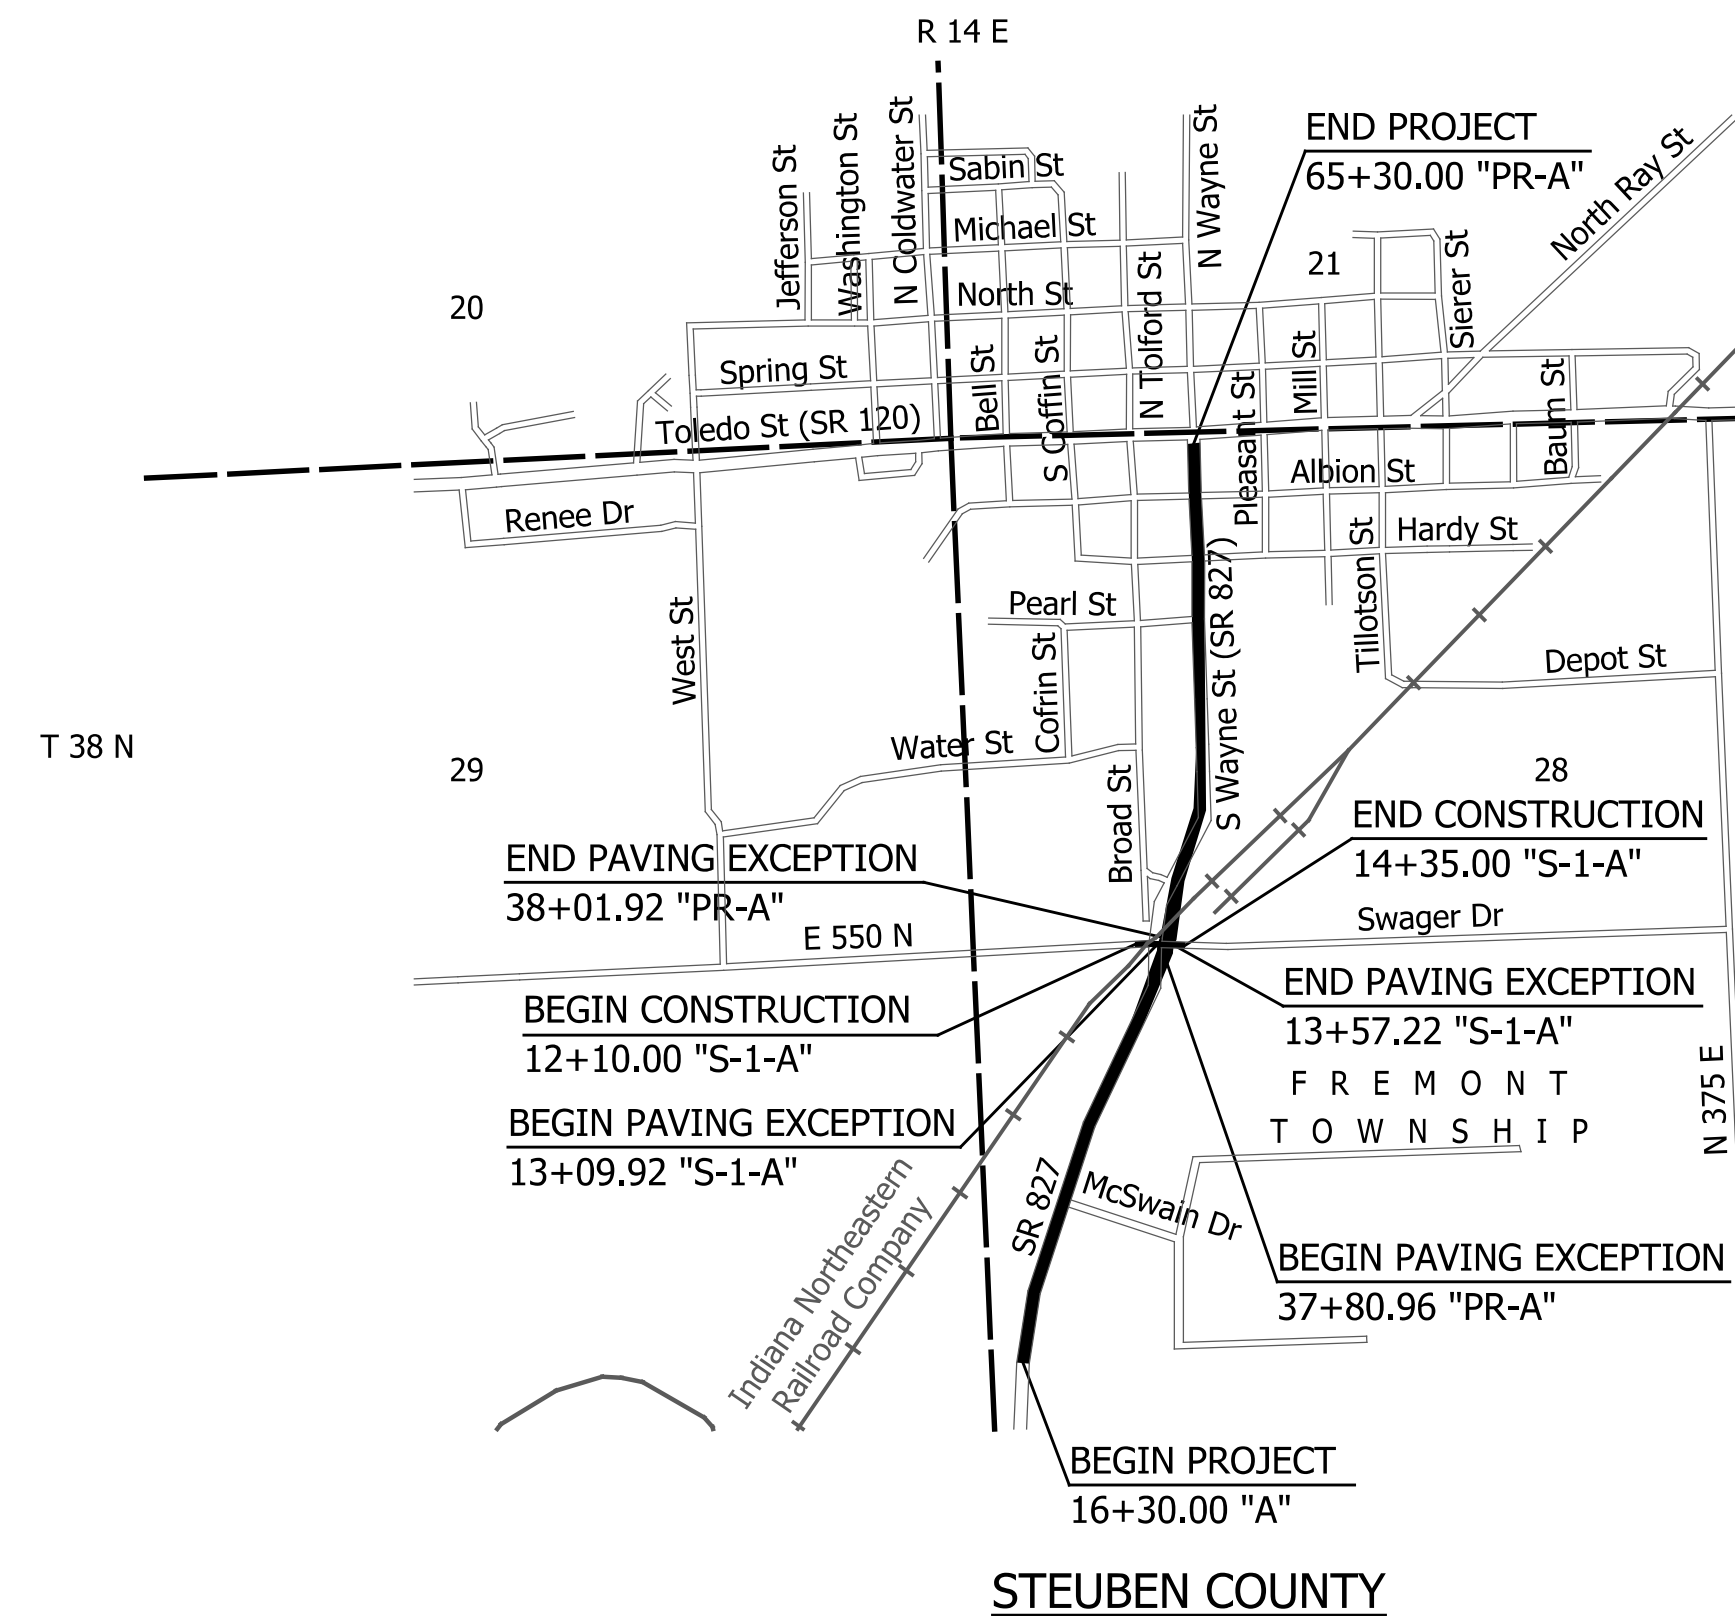 R 14 E
END PROJECT
65+30.00 "PR-A"
Jefferson St
Washington St
N Coldwater St
Sabin St
N Wayne St
North Ray St
Michael St
21
20
North St
N Tolford St
Sierer St
Spring St
Bell St
S Coffin St
Mill St
Pleasant St
Baum St
Toledo St (SR 120)
Albion St
Renee Dr
Hardy St
Tillotson St
Pearl St
West St
Cofrin St
S Wayne St (SR 827)
Depot St
T 38 N
29
Water St
28
Broad St
END CONSTRUCTION
14+35.00 "S-1-A"
END PAVING EXCEPTION
38+01.92 "PR-A"
Swager Dr
E 550 N
END PAVING EXCEPTION
13+57.22 "S-1-A"
BEGIN CONSTRUCTION
12+10.00 "S-1-A"
FREMONT
TOWNSHIP
N 375 E
BEGIN PAVING EXCEPTION
13+09.92 "S-1-A"
SR 827
McSwain Dr
BEGIN PAVING EXCEPTION
37+80.96 "PR-A"
Indiana Northeastern
Railroad Company
BEGIN PROJECT
16+30.00 "A"
STEUBEN COUNTY